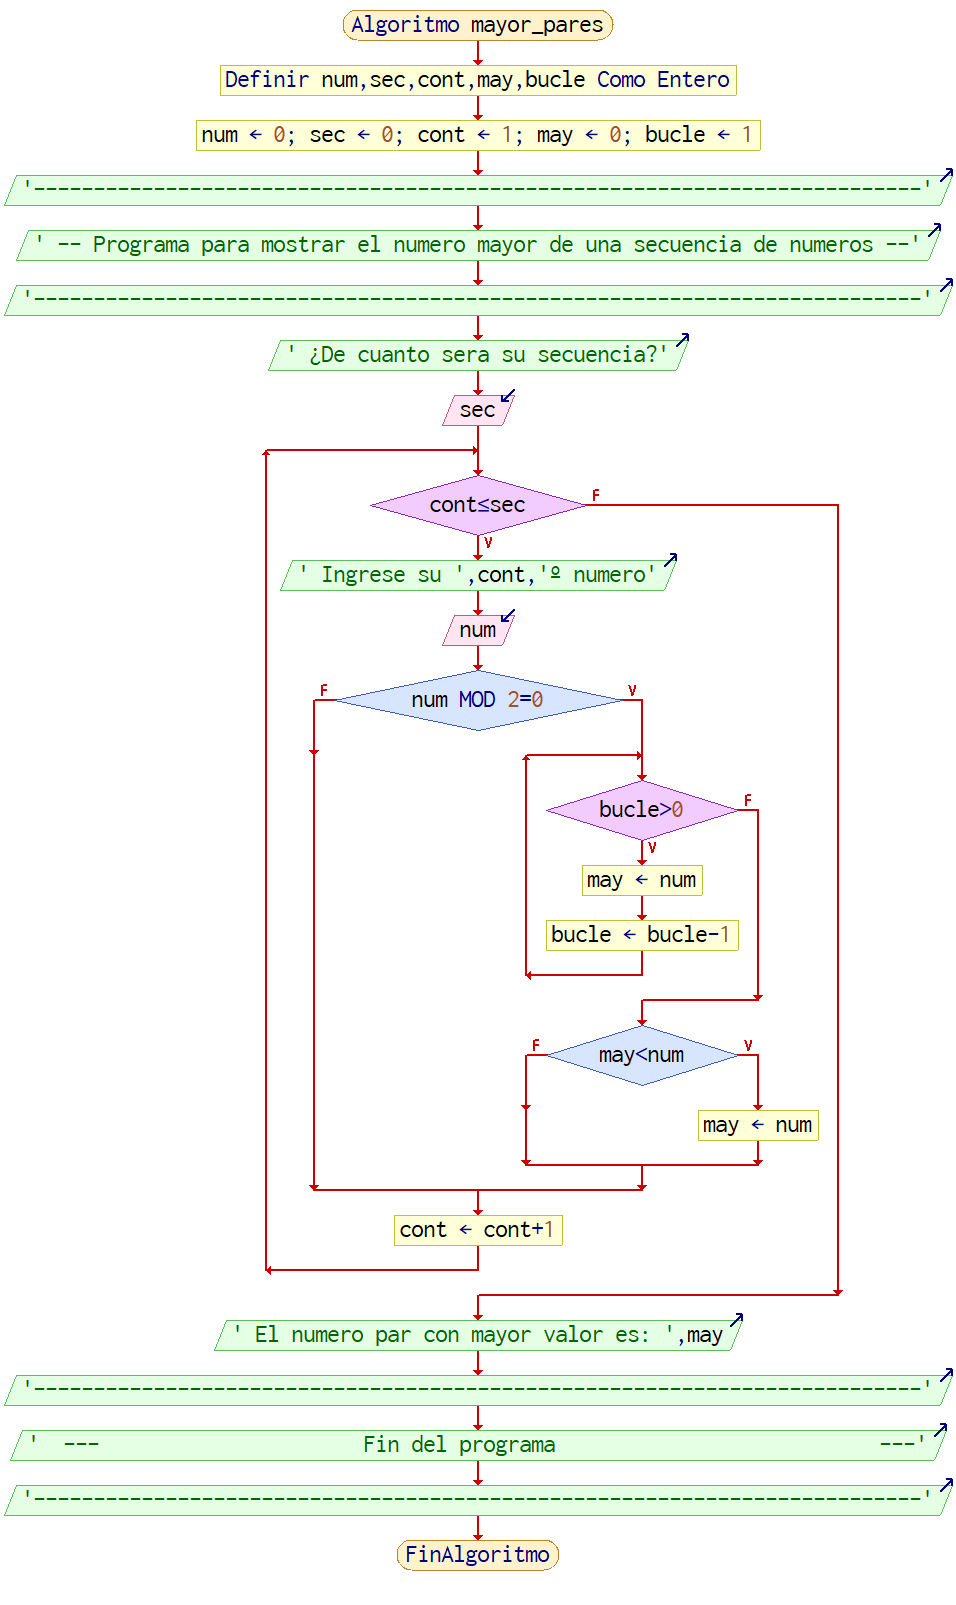 Algoritmo mayor_pares
Definir num,sec,cont,may,bucle Como Entero
num ← 0; sec ← 0; cont ← 1; may ← 0; bucle ← 1
'--------------------------------------------------------------------------'
' -- Programa para mostrar el numero mayor de una secuencia de numeros --'
'--------------------------------------------------------------------------'
' ¿De cuanto sera su secuencia?'
sec
cont≤sec
F
V
' Ingrese su ',cont,'º numero'
num
F
num MOD 2=0
V
bucle>0
F
V
may ← num
bucle ← bucle-1
F
may<num
V
may ← num
cont ← cont+1
' El numero par con mayor valor es: ',may
'--------------------------------------------------------------------------'
'  ---                      Fin del programa                           ---'
'--------------------------------------------------------------------------'
FinAlgoritmo